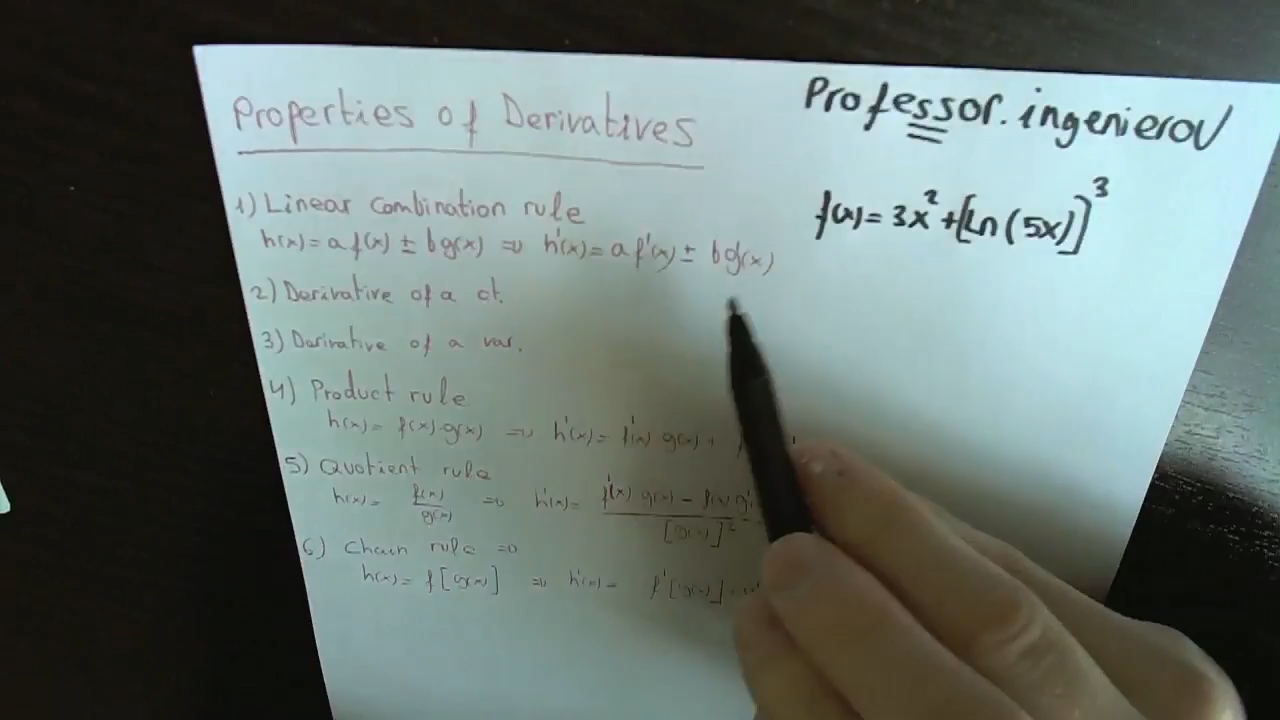 Properties of Derivatives
1) Linear Combination rule
h(x) = a f(x) ± b g(x) ⇒ h'(x) = a f'(x) ± b g'(x)
2) Derivative of a ct.
3) Derivative of a var.
4) Product rule
h(x) = f(x)·g(x) ⇒ h'(x) = f'(x) g(x) +
5) Quotient rule
h(x) = f(x)/g(x) ⇒ h'(x) = f'(x) g(x) - f(x) g'(x) / [g(x)]²
6) Chain rule ⇒
h(x) = f[g(x)] ⇒ h'(x) = f'[g(x)]
Professor.ingenieroU
f(x) = 3x² + [Ln(5x)]³